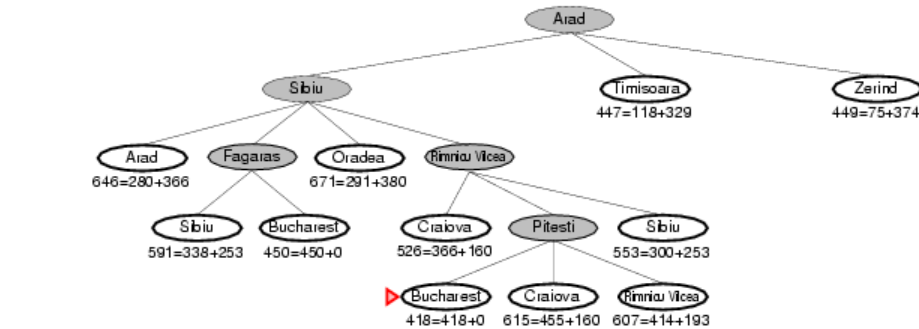 Arad
Sibiu
Timisoara
Zerind
447=118+329
449=75+374
Arad
Fagaras
Oradea
Rimnicu Vilcea
646=280+366
671=291+380
Sibiu
Bucharest
Craiova
Pitesti
Sibiu
591=338+253
450=450+0
526=366+160
553=300+253
Bucharest
Craiova
Rimnicu Vilcea
418=418+0
615=455+160
607=414+193